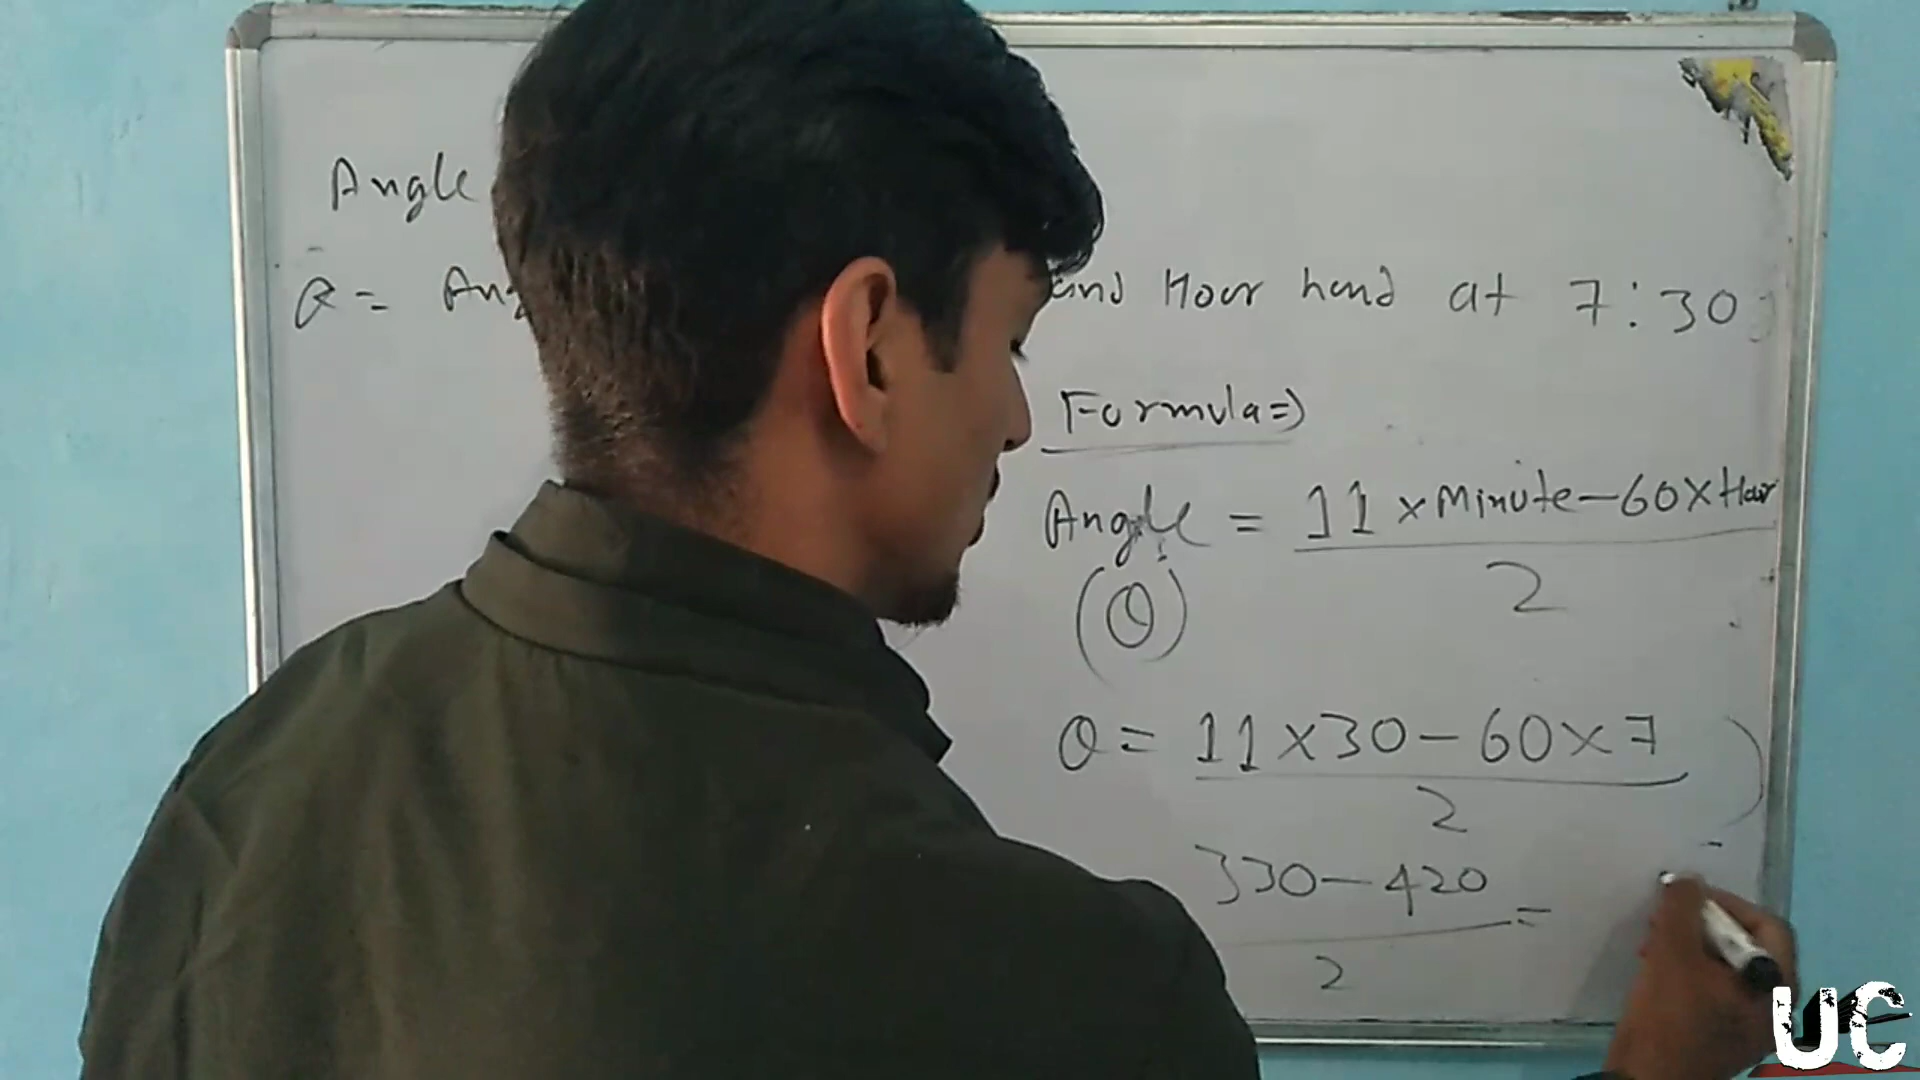 Angle
Q = Ang and Hour hand at 7:30
Formula =>
Angle = 11 × Minute – 60 × Hour
2
(θ)
θ = 11 × 30 – 60 × 7
2
330 – 420 =
2
UC